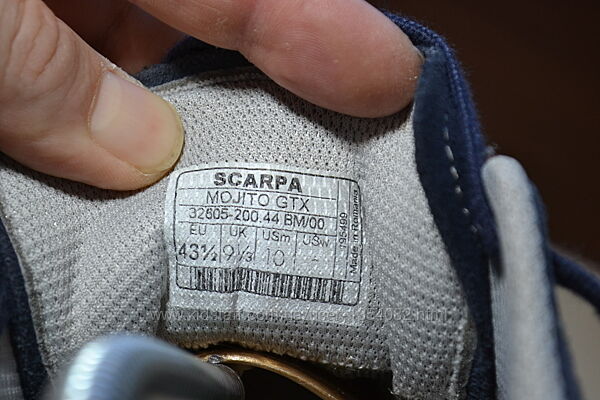 SCARPA
MOJITO GTX
32605-200.44 BM/00
EU UK USm USw
43½ 9⅓ 10 -
Made in Romania